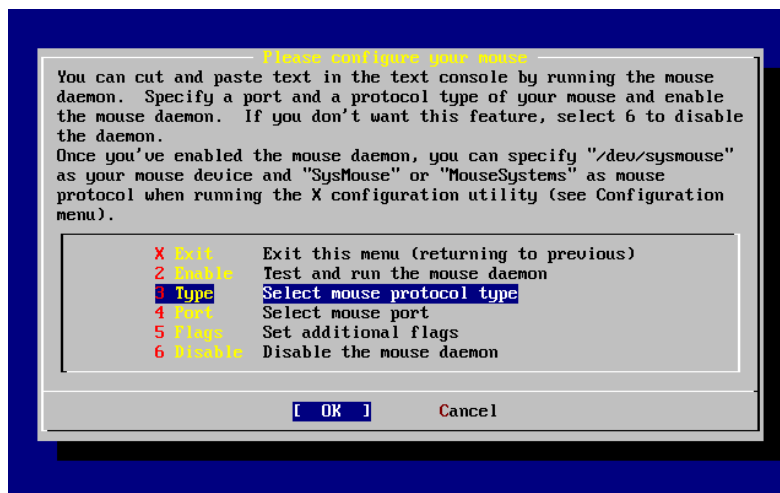 Please configure your mouse
You can cut and paste text in the text console by running the mouse
daemon.  Specify a port and a protocol type of your mouse and enable
the mouse daemon.  If you don't want this feature, select 6 to disable
the daemon.
Once you've enabled the mouse daemon, you can specify "/dev/sysmouse"
as your mouse device and "SysMouse" or "MouseSystems" as mouse
protocol when running the X configuration utility (see Configuration
menu).
X Exit Exit this menu (returning to previous)
2 Enable Test and run the mouse daemon
3 Type Select mouse protocol type
4 Port Select mouse port
5 Flags Set additional flags
6 Disable Disable the mouse daemon
[ OK ] Cancel